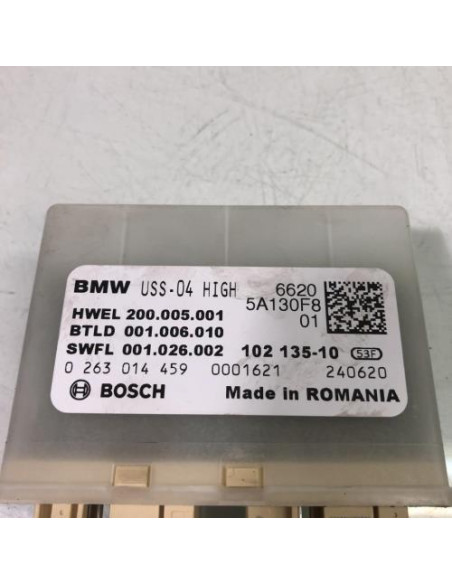 BMW USS-04 HIGH 6620
5A130F8
HWEL 200.005.001 01
BTLD 001.006.010
SWFL 001.026.002 102 135-10 53F
0 263 014 459 0001621 240620
BOSCH Made in ROMANIA